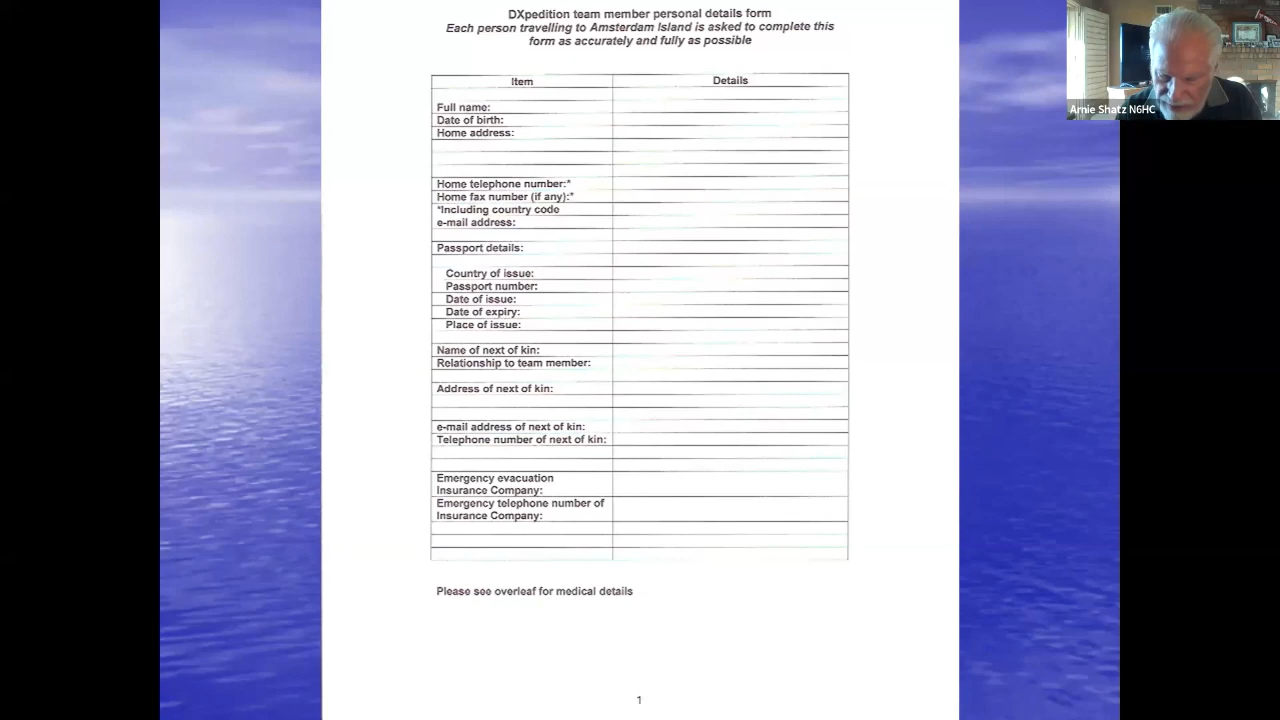 DXpedition team member personal details form
Each person travelling to Amsterdam Island is asked to complete this
form as accurately and fully as possible
Item Details
Full name:
Date of birth:
Home address:
Home telephone number:*
Home fax number (if any):*
*Including country code
e-mail address:
Passport details:
Country of issue:
Passport number:
Date of issue:
Date of expiry:
Place of issue:
Name of next of kin:
Relationship to team member:
Address of next of kin:
e-mail address of next of kin:
Telephone number of next of kin:
Emergency evacuation
Insurance Company:
Emergency telephone number of
Insurance Company:
Please see overleaf for medical details
1
Arnie Shatz N6HC